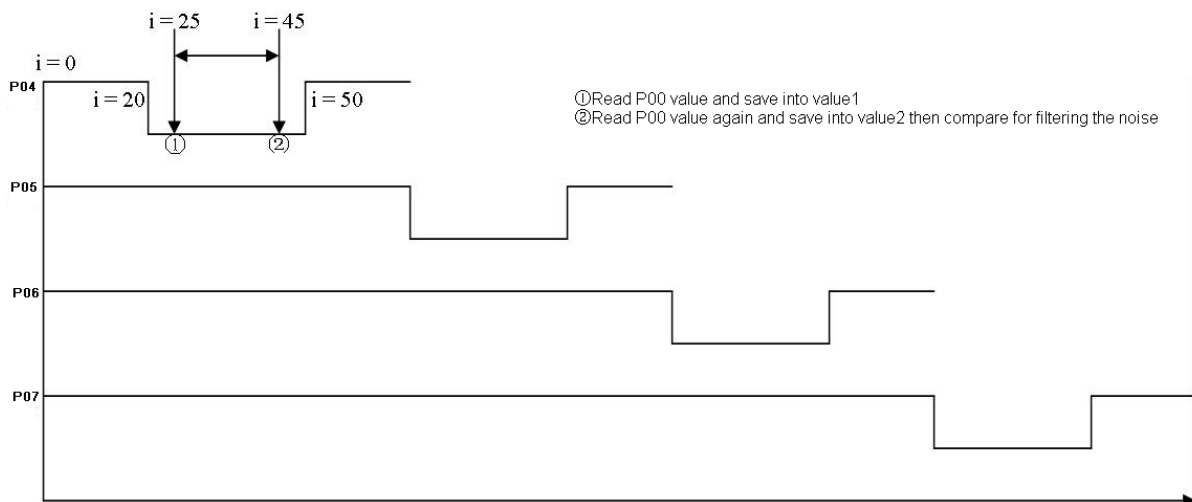 i = 25
i = 45
i = 0
P04
i = 20
i = 50
①Read P00 value and save into value1
②Read P00 value again and save into value2 then compare for filtering the noise
①
②
P05
P06
P07